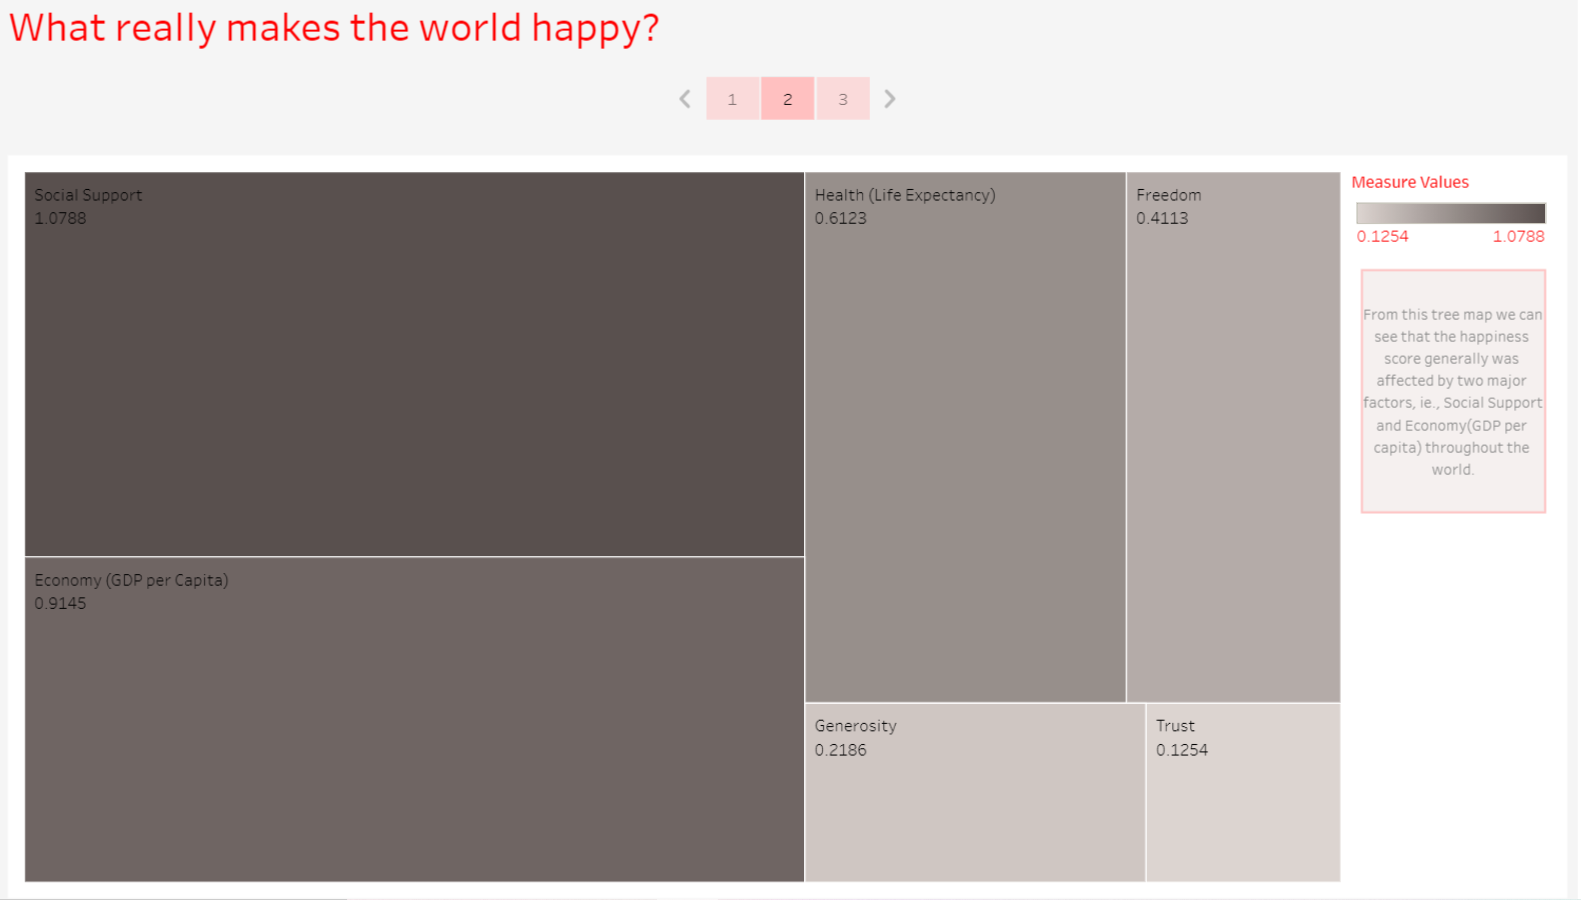 What really makes the world happy?
1 2 3
Social Support
1.0788
Economy (GDP per Capita)
0.9145
Health (Life Expectancy)
0.6123
Freedom
0.4113
Generosity
0.2186
Trust
0.1254
Measure Values
0.1254 1.0788
From this tree map we can
see that the happiness
score generally was
affected by two major
factors, ie., Social Support
and Economy(GDP per
capita) throughout the
world.